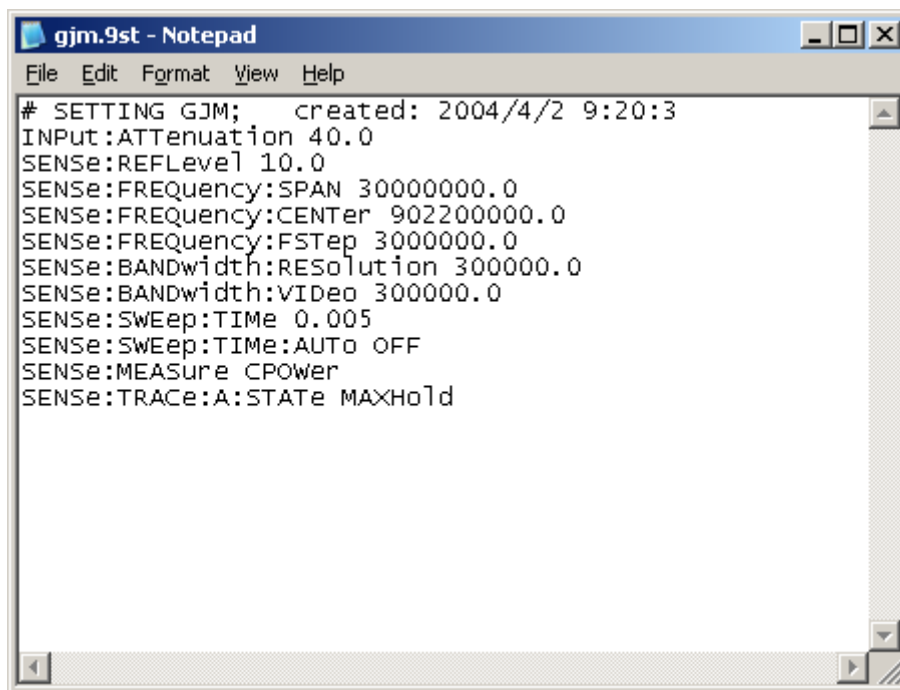 gjm.9st - Notepad
File Edit Format View Help
# SETTING GJM; created: 2004/4/2 9:20:3
INPut:ATTenuation 40.0
SENSe:REFLevel 10.0
SENSe:FREQuency:SPAN 30000000.0
SENSe:FREQuency:CENTer 902200000.0
SENSe:FREQuency:FSTep 3000000.0
SENSe:BANDwidth:RESolution 300000.0
SENSe:BANDwidth:VIDeo 300000.0
SENSe:SWEep:TIMe 0.005
SENSe:SWEep:TIMe:AUTo OFF
SENSe:MEASure CPOWer
SENSe:TRACe:A:STATe MAXHold